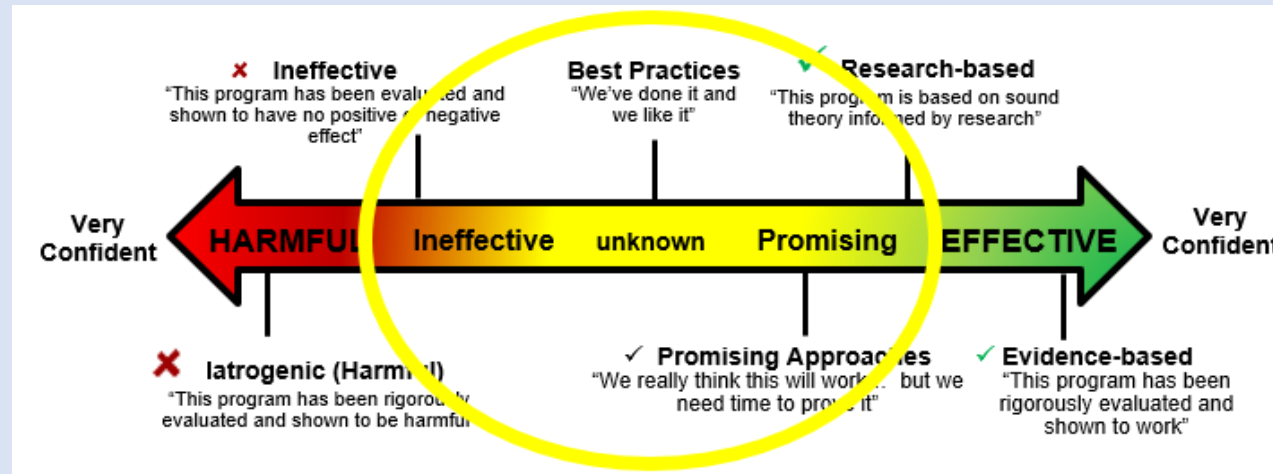 Ineffective
“This program has been evaluated and
shown to have no positive or negative
effect”
Best Practices
“We’ve done it and
we like it”
Research-based
“This program is based on sound
theory informed by research”
Very
Confident
HARMFUL
Ineffective
unknown
Promising
EFFECTIVE
Very
Confident
Iatrogenic (Harmful)
“This program has been rigorously
evaluated and shown to be harmful
Promising Approaches
“We really think this will work… but we
need time to prove it”
Evidence-based
“This program has been
rigorously evaluated and
shown to work”